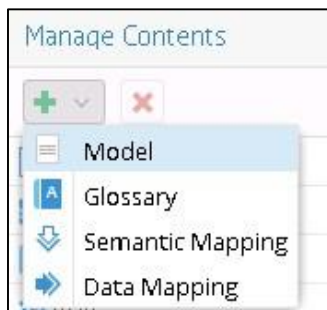 Manage Contents
Model
A Glossary
Semantic Mapping
Data Mapping